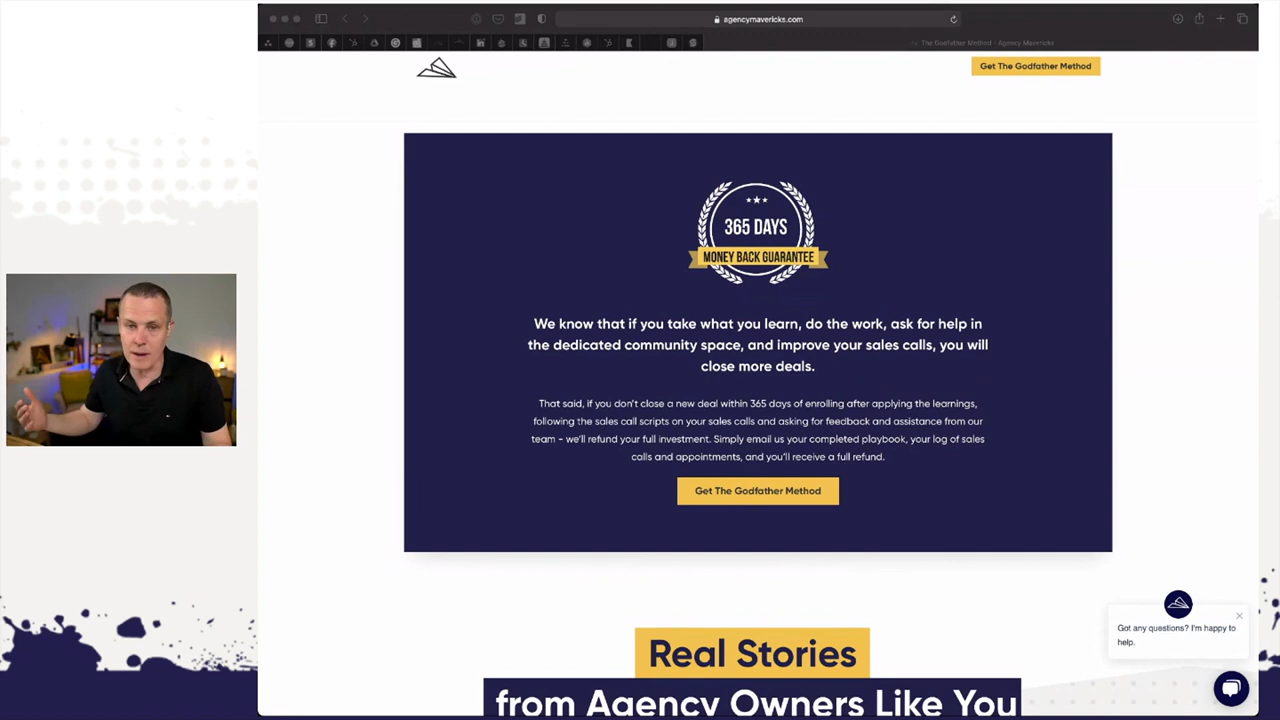 agencymavericks.com
The Godfather Method - Agency Mavericks
Get The Godfather Method
365 DAYS
MONEY BACK GUARANTEE
We know that if you take what you learn, do the work, ask for help in
the dedicated community space, and improve your sales calls, you will
close more deals.
That said, if you don't close a new deal within 365 days of enrolling after applying the learnings,
following the sales call scripts on your sales calls and asking for feedback and assistance from our
team - we'll refund your full investment. Simply email us your completed playbook, your log of sales
calls and appointments, and you'll receive a full refund.
Get The Godfather Method
Got any questions? I'm happy to
help.
Real Stories
from Agency Owners Like You